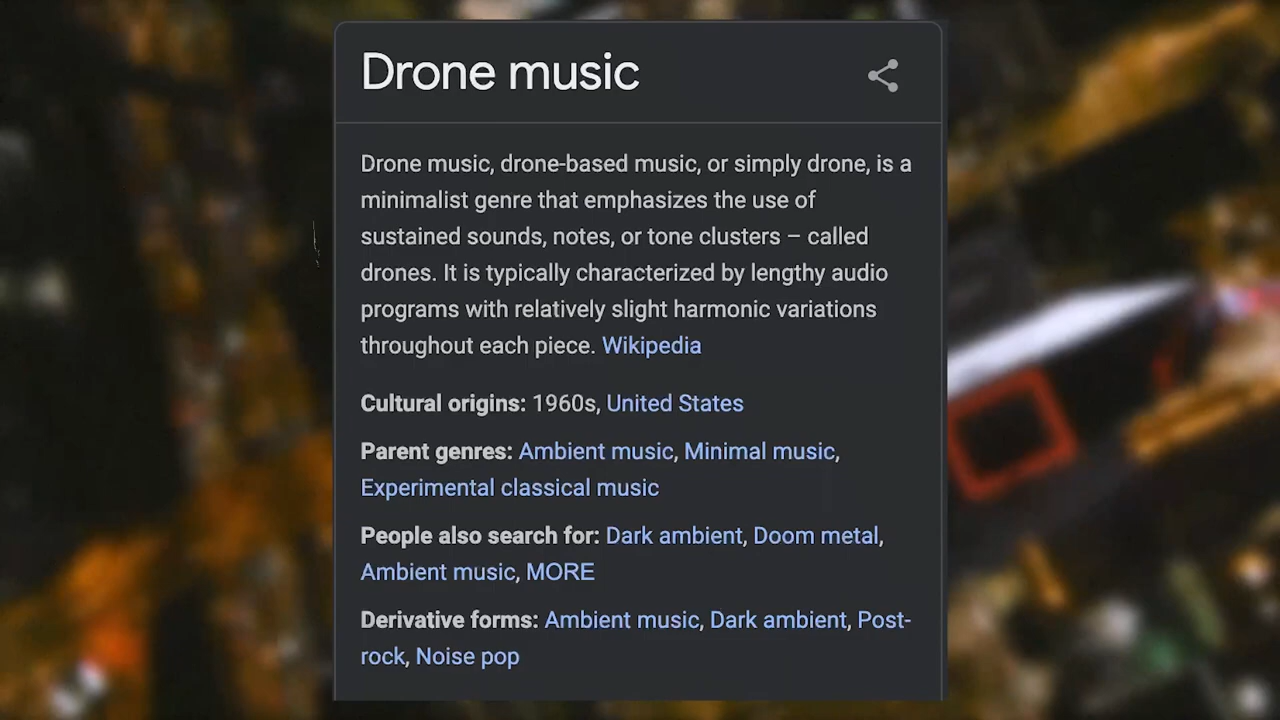 Drone music
Drone music, drone-based music, or simply drone, is a
minimalist genre that emphasizes the use of
sustained sounds, notes, or tone clusters – called
drones. It is typically characterized by lengthy audio
programs with relatively slight harmonic variations
throughout each piece. Wikipedia
Cultural origins: 1960s, United States
Parent genres: Ambient music, Minimal music,
Experimental classical music
People also search for: Dark ambient, Doom metal,
Ambient music, MORE
Derivative forms: Ambient music, Dark ambient, Post-
rock, Noise pop